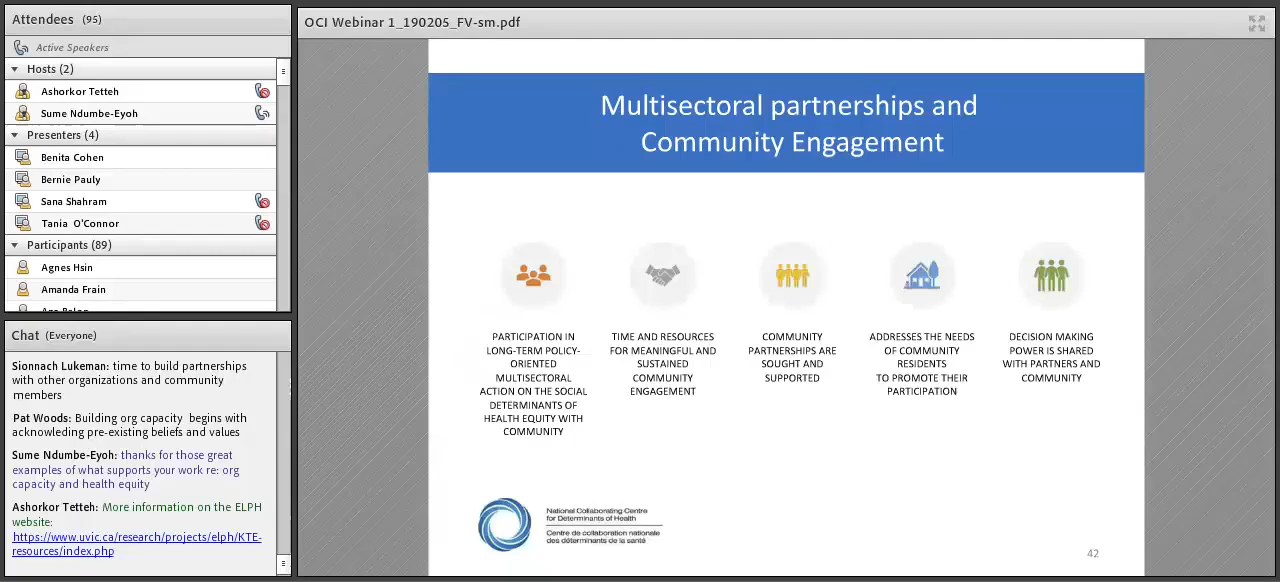 Attendees (95)
Active Speakers
Hosts (2)
Ashorkor Tetteh
Sume Ndumbe-Eyoh
Presenters (4)
Benita Cohen
Bernie Pauly
Sana Shahram
Tania O'Connor
Participants (89)
Agnes Hsin
Amanda Frain
Chat (Everyone)
Sionnach Lukeman: time to build partnerships
with other organizations and community
members
Pat Woods: Building org capacity begins with
acknowleding pre-existing beliefs and values
Sume Ndumbe-Eyoh: thanks for those great
examples of what supports your work re: org
capacity and health equity
Ashorkor Tetteh: More information on the ELPH
website:
https://www.uvic.ca/research/projects/elph/KTE-
resources/index.php
OCI Webinar 1_190205_FV-sm.pdf
Multisectoral partnerships and
Community Engagement
PARTICIPATION IN
LONG-TERM POLICY-
ORIENTED
MULTISECTORAL
ACTION ON THE SOCIAL
DETERMINANTS OF
HEALTH EQUITY WITH
COMMUNITY
TIME AND RESOURCES
FOR MEANINGFUL AND
SUSTAINED
COMMUNITY
ENGAGEMENT
COMMUNITY
PARTNERSHIPS ARE
SOUGHT AND
SUPPORTED
ADDRESSES THE NEEDS
OF COMMUNITY
RESIDENTS
TO PROMOTE THEIR
PARTICIPATION
DECISION MAKING
POWER IS SHARED
WITH PARTNERS AND
COMMUNITY
National Collaborating Centre
for Determinants of Health
Centre de collaboration nationale
des déterminants de la santé
42